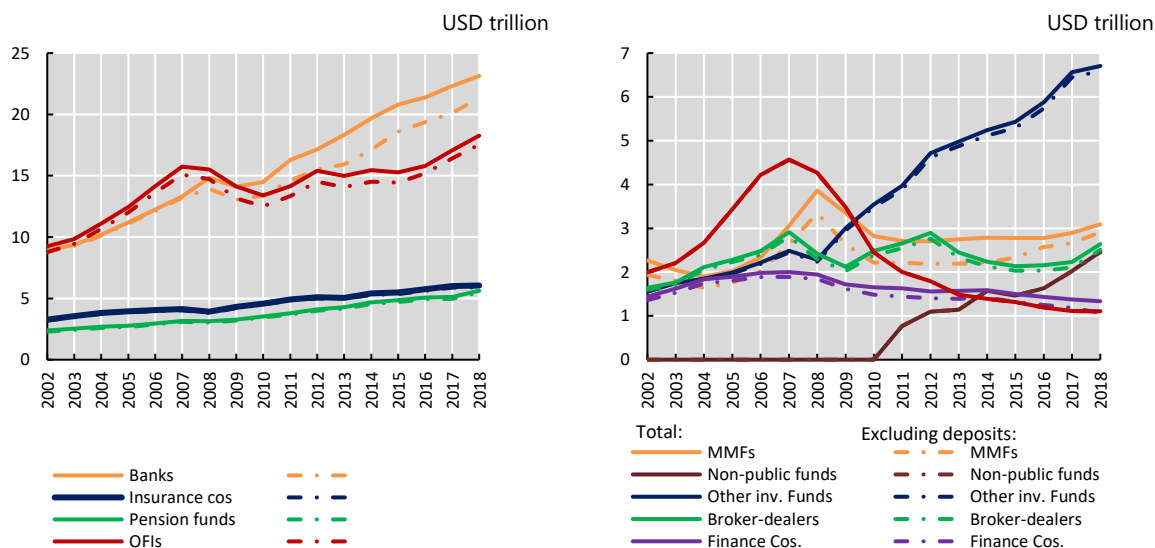 USD trillion
25
20
15
10
5
0
2002 2003 2004 2005 2006 2007 2008 2009 2010 2011 2012 2013 2014 2015 2016 2017 2018
Banks
Insurance cos
Pension funds
OFIs
USD trillion
7
6
5
4
3
2
1
0
2002 2003 2004 2005 2006 2007 2008 2009 2010 2011 2012 2013 2014 2015 2016 2017 2018
Total: Excluding deposits:
MMFs MMFs
Non-public funds Non-public funds
Other inv. Funds Other inv. Funds
Broker-dealers Broker-dealers
Finance Cos. Finance Cos.